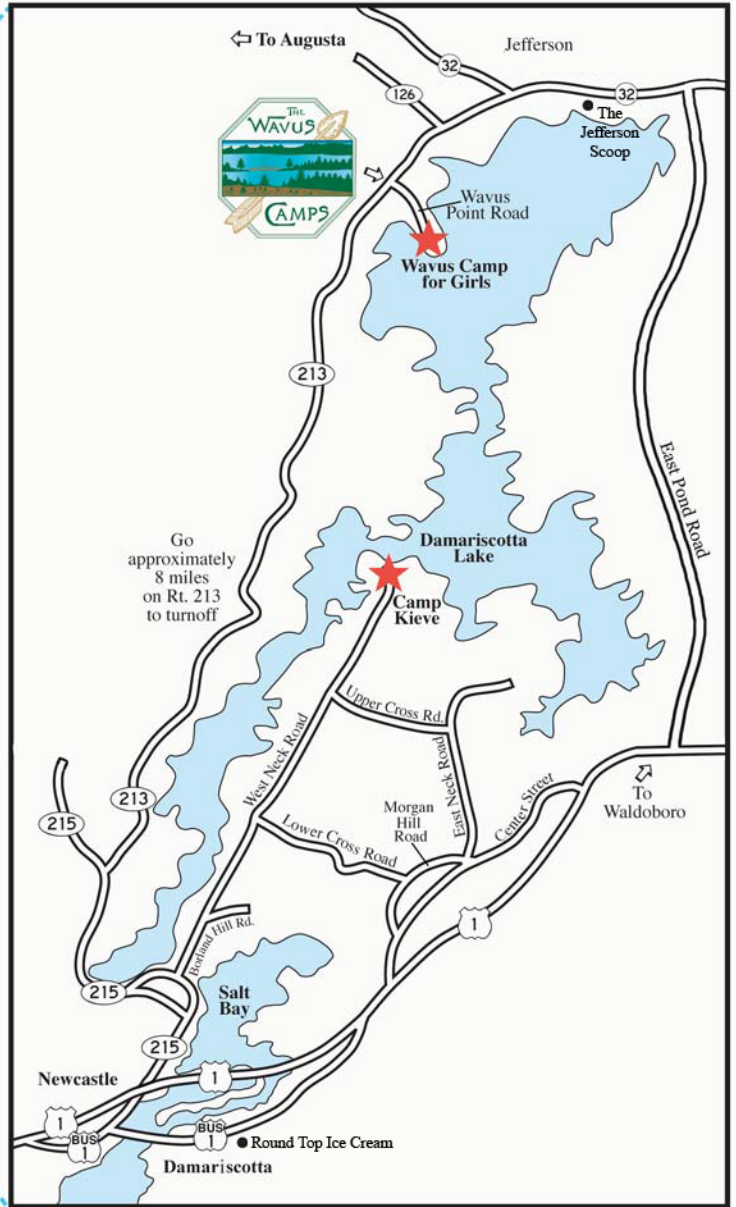 To Augusta
Jefferson
32
126
32
The
Jefferson
Scoop
THE
WAVUS
CAMPS
Wavus
Point Road
Wavus Camp
for Girls
213
East Pond Road
Go
approximately
8 miles
on Rt. 213
to turnoff
Damariscotta
Lake
Camp
Kieve
Upper Cross Rd.
West Neck Road
East Neck Road
213
215
Lower Cross Road
Morgan
Hill
Road
Center Street
To
Waldoboro
1
Borland Hill Rd.
215
Salt
Bay
215
Newcastle
1
1
BUS
1
BUS
1
Round Top Ice Cream
Damariscotta